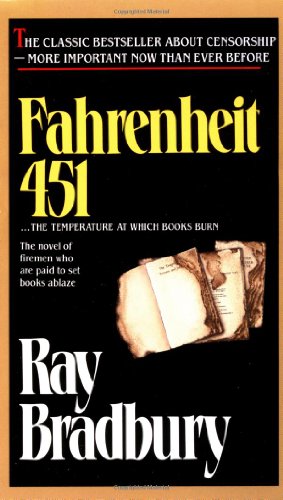 THE CLASSIC BESTSELLER ABOUT CENSORSHIP
— MORE IMPORTANT NOW THAN EVER BEFORE
Fahrenheit
451
...THE TEMPERATURE AT WHICH BOOKS BURN
The novel of
firemen who
are paid to set
books ablaze
Ray
Bradbury